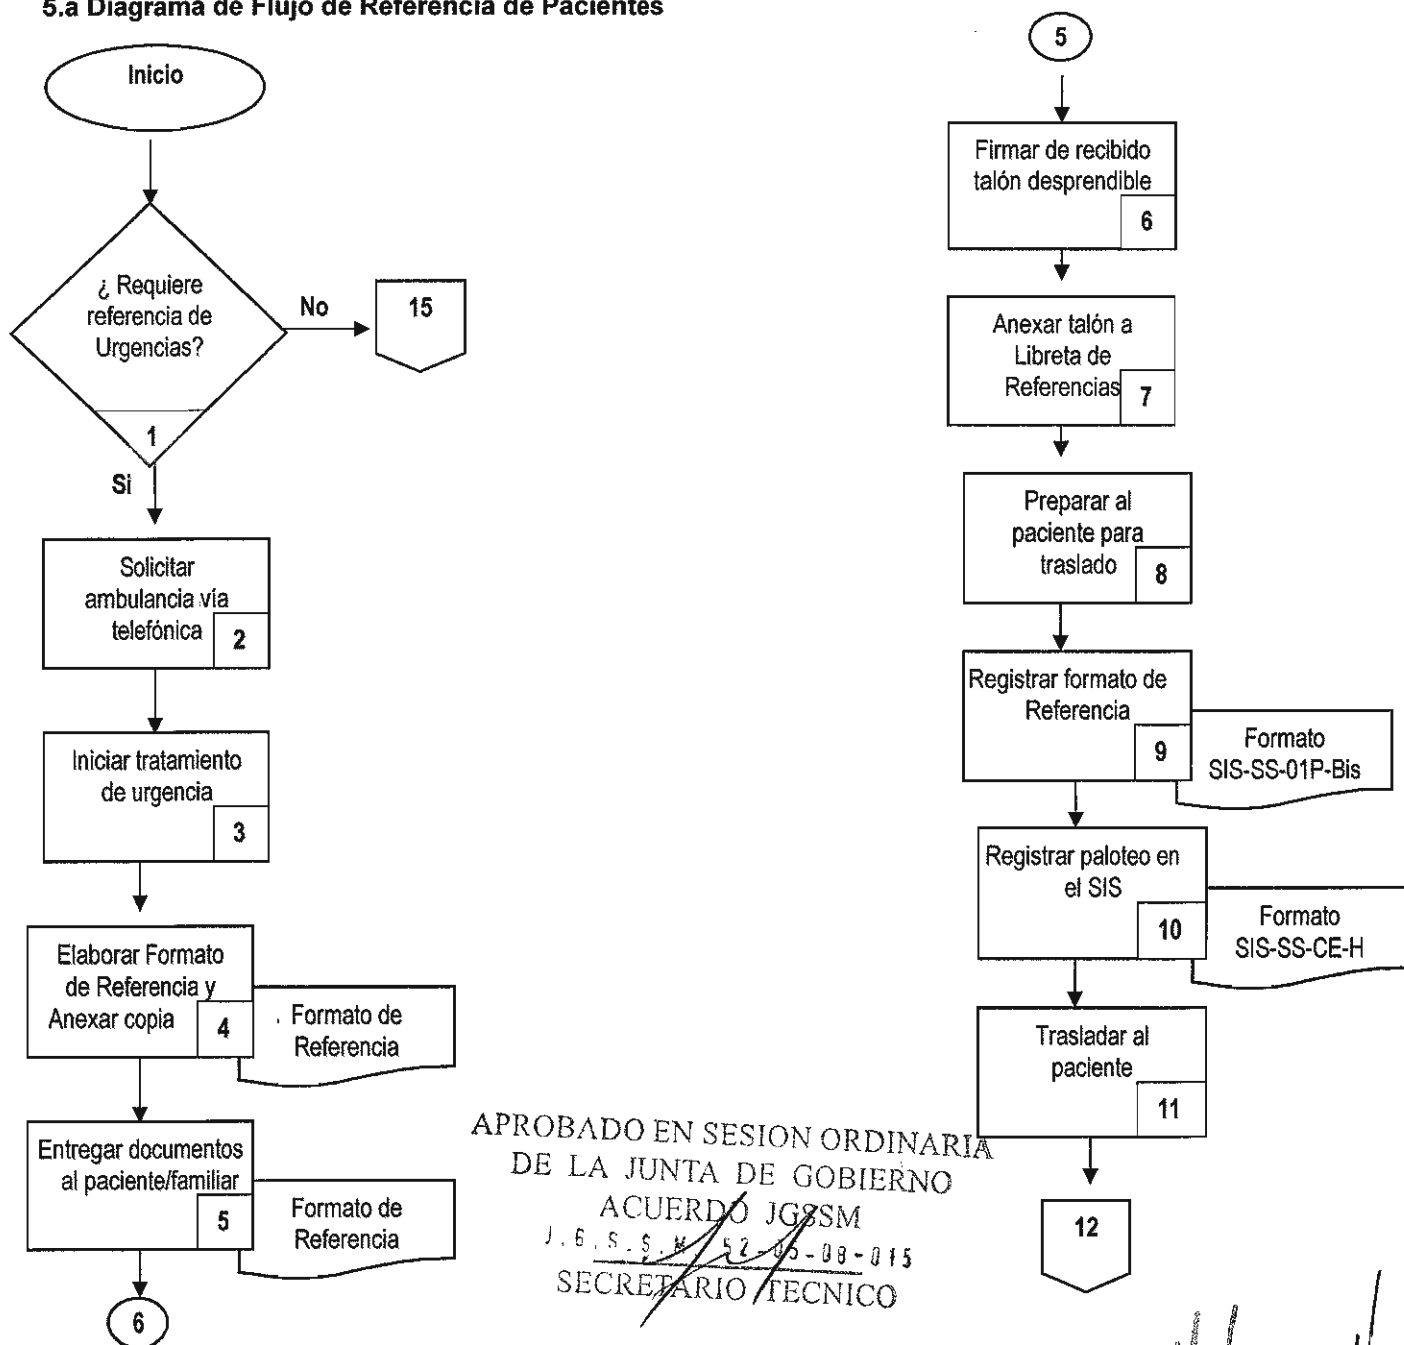 5.a Diagrama de Flujo de Referencia de Pacientes
Inicio
¿ Requiere
referencia de
Urgencias?
1
No
15
Si
Solicitar
ambulancia vía
telefónica
2
Iniciar tratamiento
de urgencia
3
Elaborar Formato
de Referencia y
Anexar copia
4
Formato de
Referencia
Entregar documentos
al paciente/familiar
5
Formato de
Referencia
6
5
Firmar de recibido
talón desprendible
6
Anexar talón a
Libreta de
Referencias
7
Preparar al
paciente para
traslado
8
Registrar formato de
Referencia
9
Formato
SIS-SS-01P-Bis
Registrar paloteo en
el SIS
10
Formato
SIS-SS-CE-H
Trasladar al
paciente
11
12
APROBADO EN SESION ORDINARIA
DE LA JUNTA DE GOBIERNO
ACUERDO JGSSM
J.G.S.S.M. 52-05-08-015
SECRETARIO TECNICO